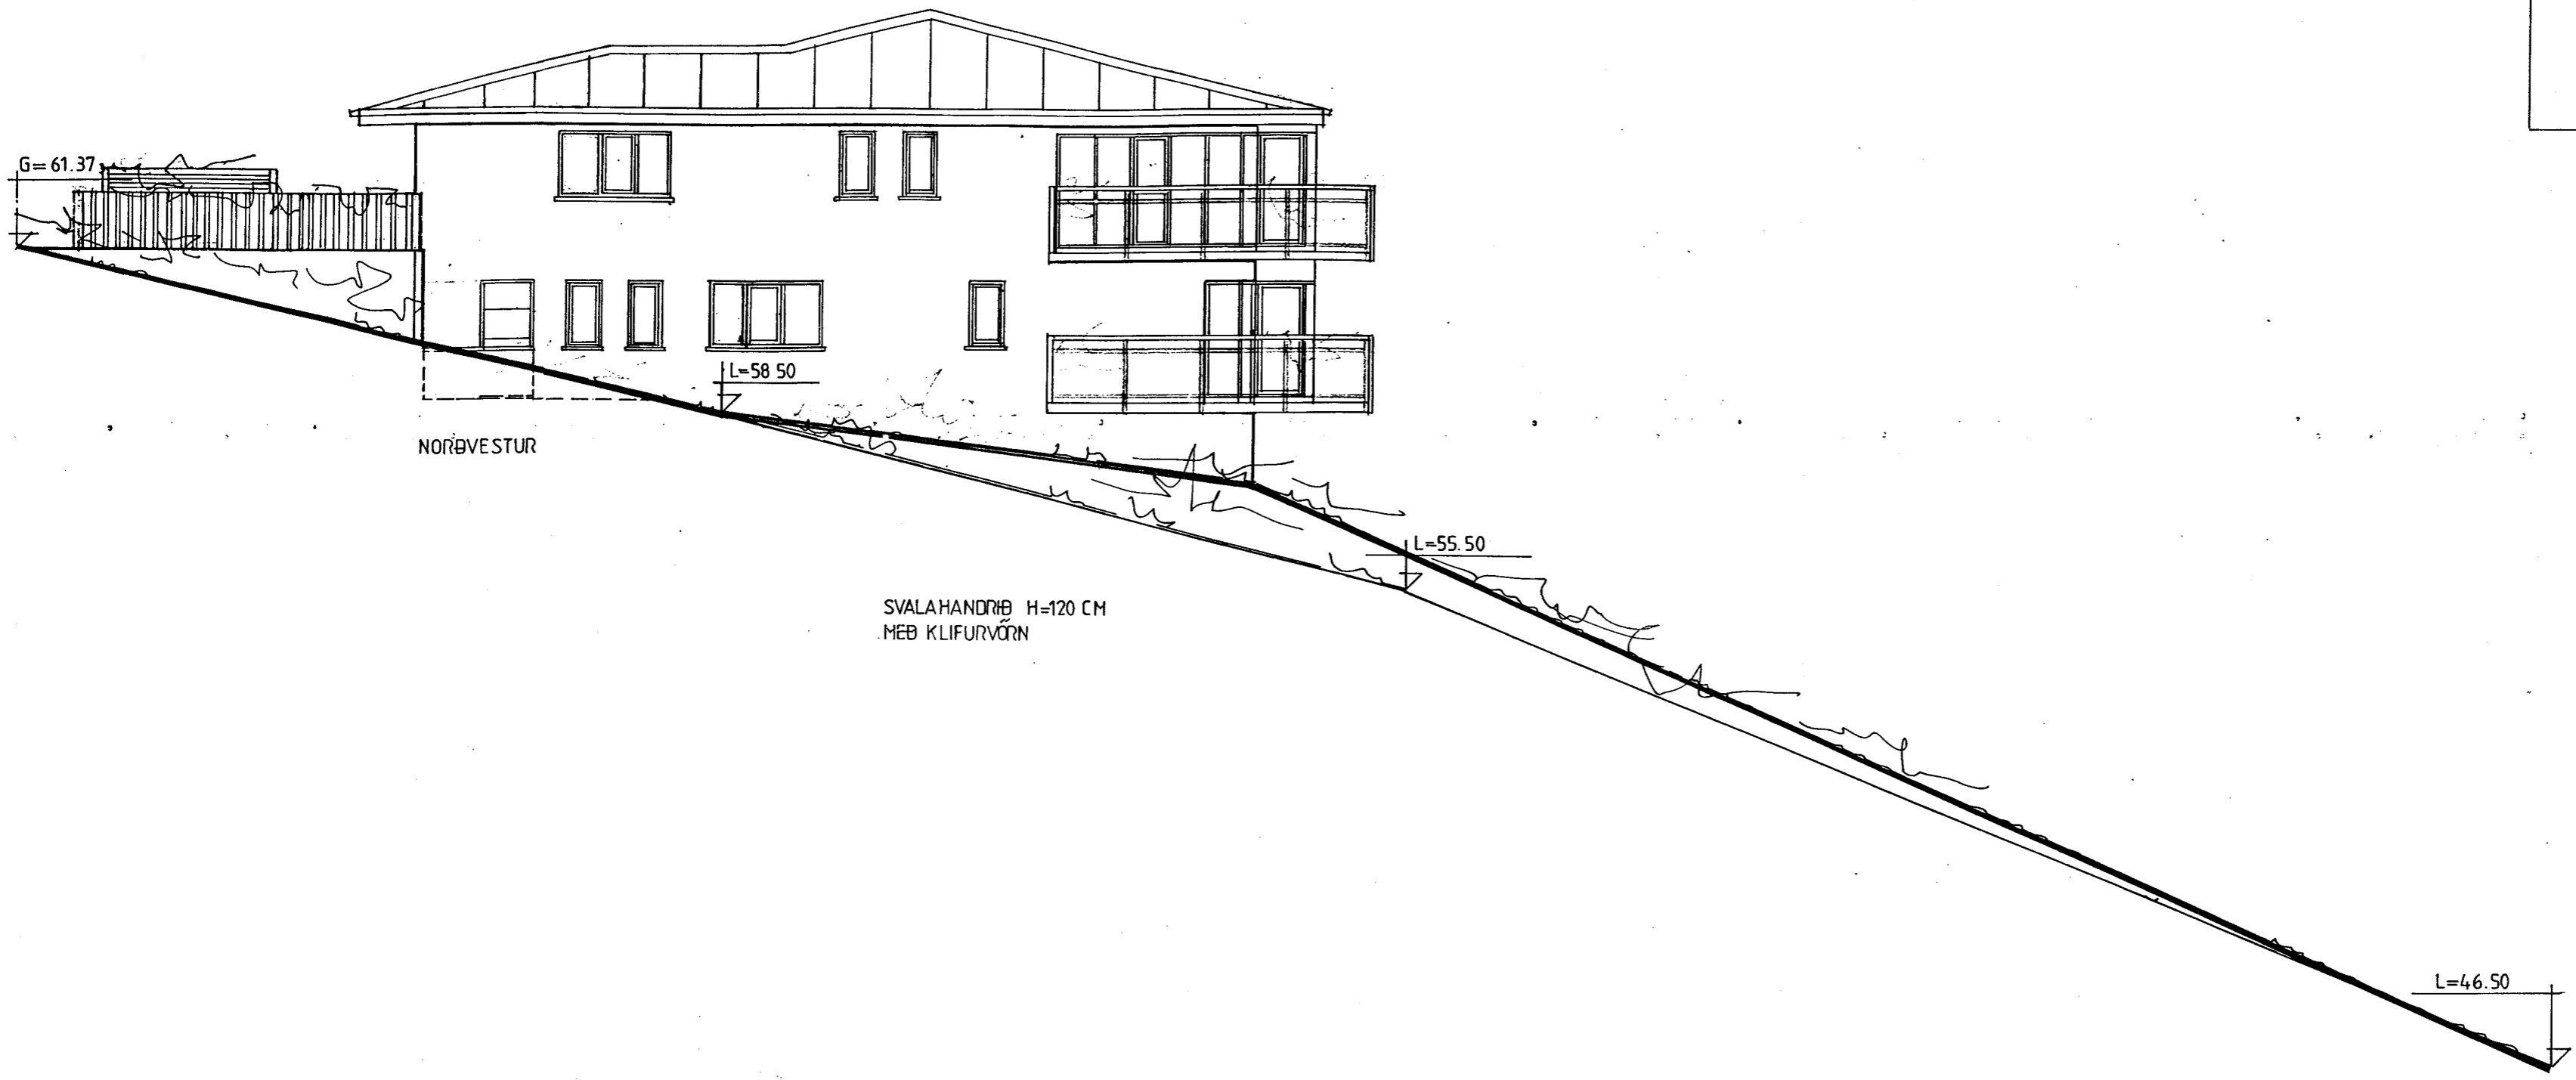 G=61.37
L=58 50
NORÐVESTUR
L=55.50
SVALAHANDRIÐ H=120 CM
MEÐ KLIFURVÖRN
L=46.50